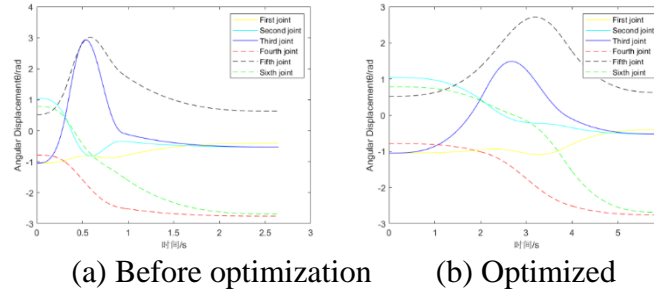 4
3
2
1
0
-1
-2
-3
Angular Displacementθ/rad
0
0.5
1
1.5
2
2.5
3
时间/s
First joint
Second joint
Third joint
Fourth joint
Fifth joint
Sixth joint
3
2
1
0
-1
-2
-3
Angular Displacementθ/rad
0
1
2
3
4
5
时间/s
First joint
Second joint
Third joint
Fourth joint
Fifth joint
Sixth joint
(a) Before optimization
(b) Optimized